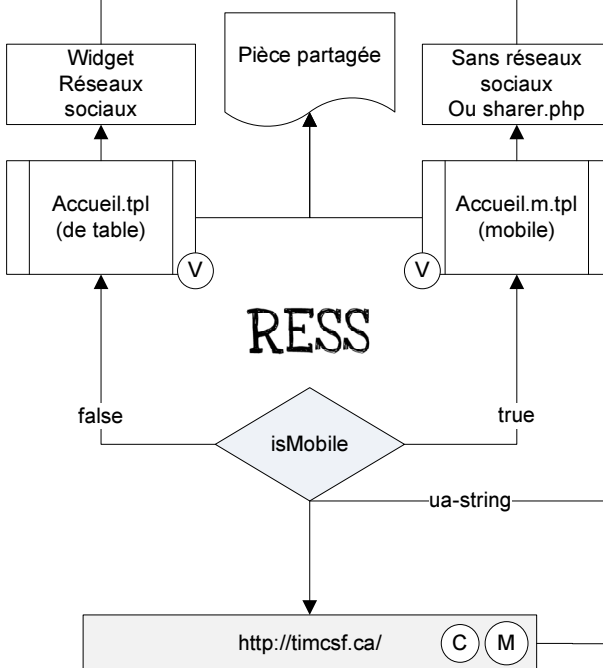 Widget
Réseaux
sociaux
Pièce partagée
Sans réseaux
sociaux
Ou sharer.php
Accueil.tpl
(de table)
V
Accueil.m.tpl
(mobile)
V
RESS
false
isMobile
true
ua-string
http://timcsf.ca/
C
M